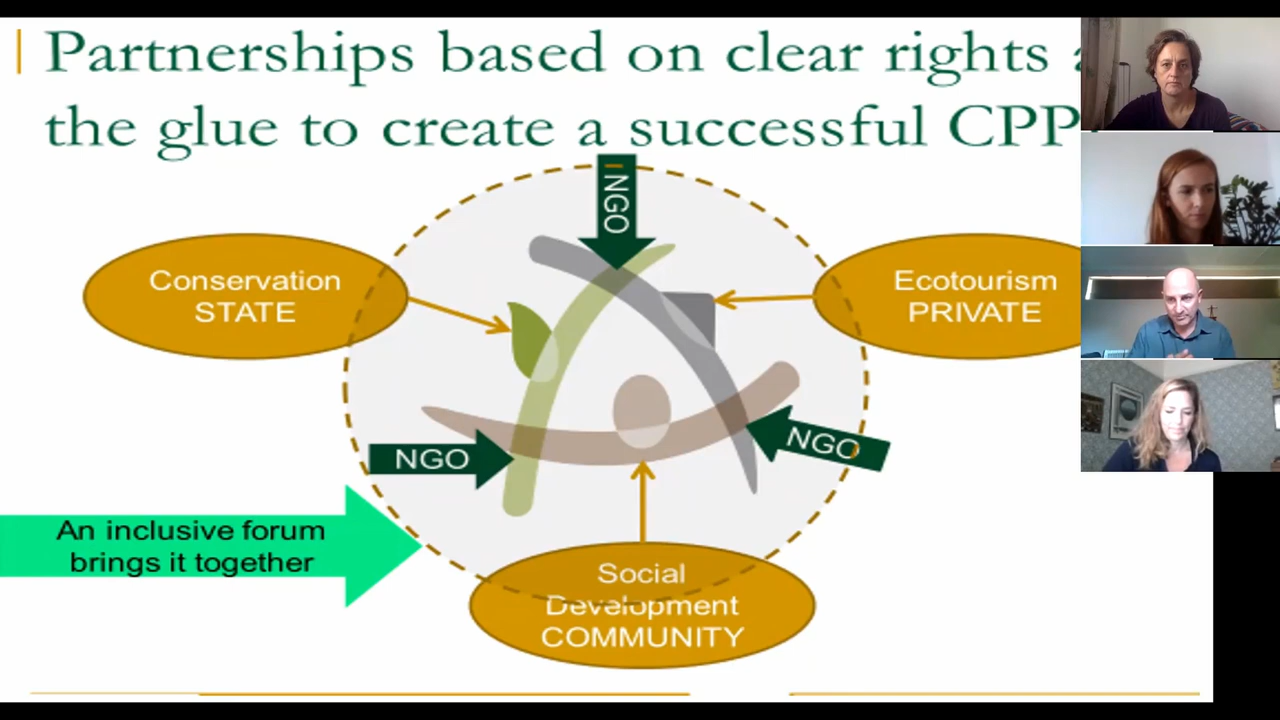 Partnerships based on clear rights
the glue to create a successful CPP
NGO
Conservation
STATE
Ecotourism
PRIVATE
NGO
NGO
An inclusive forum
brings it together
Social
Development
COMMUNITY